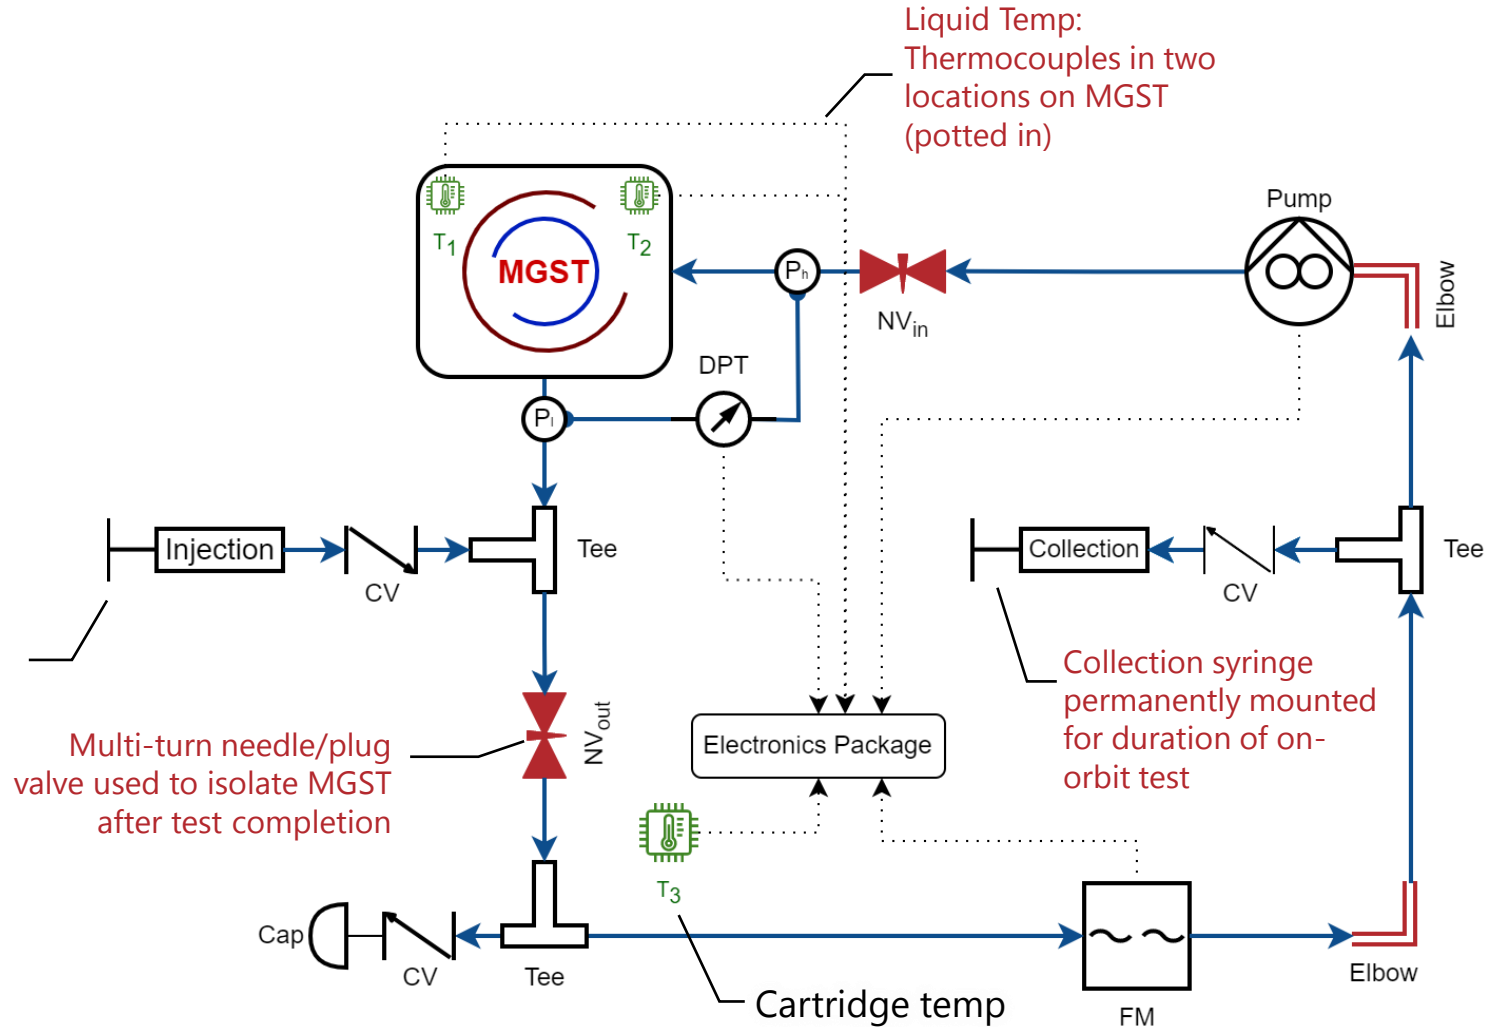 Liquid Temp:
Thermocouples in two
locations on MGST
(potted in)
Pump
T1
T2
MGST
Ph
NVin
Elbow
DPT
Pl
Injection
CV
Tee
Collection
CV
Tee
Collection syringe
permanently mounted
for duration of on-
orbit test
NVout
Multi-turn needle/plug
valve used to isolate MGST
after test completion
Electronics Package
T3
Cap
CV
Tee
Cartridge temp
FM
Elbow